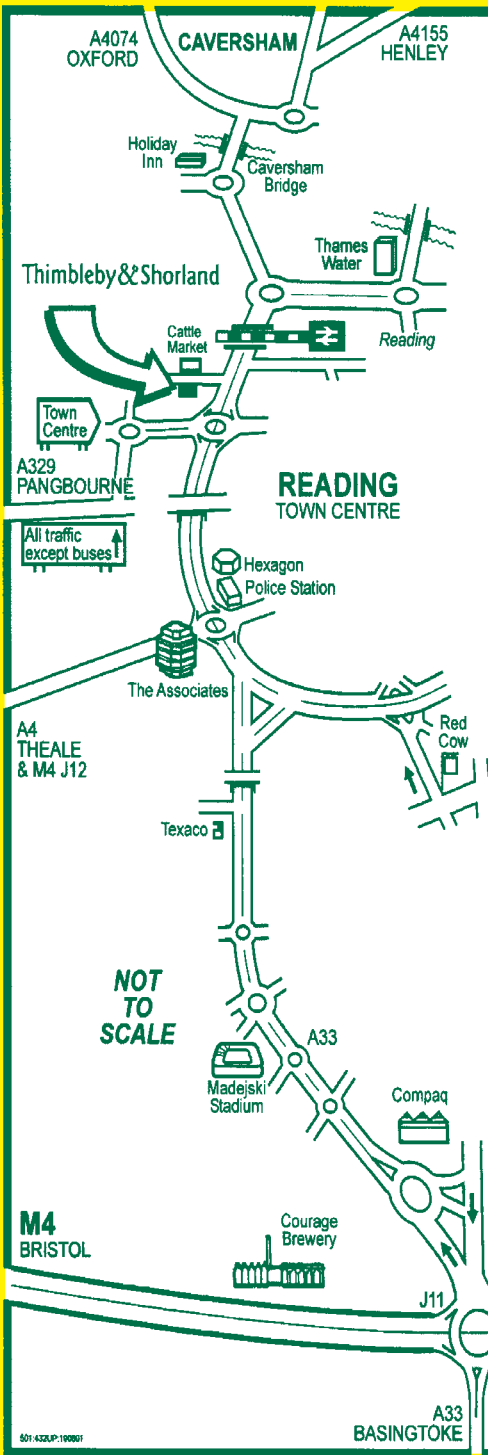 A4074
OXFORD
CAVERSHAM
A4155
HENLEY
Holiday
Inn
Caversham
Bridge
Thames
Water
Thimbleby & Shorland
Cattle
Market
Reading
Town
Centre
A329
PANGBOURNE
READING
TOWN CENTRE
All traffic
except buses
Hexagon
Police Station
The Associates
A4
THEALE
& M4 J12
Red
Cow
Texaco
NOT
TO
SCALE
A33
Madejski
Stadium
Compaq
M4
BRISTOL
Courage
Brewery
J11
A33
BASINGTOKE